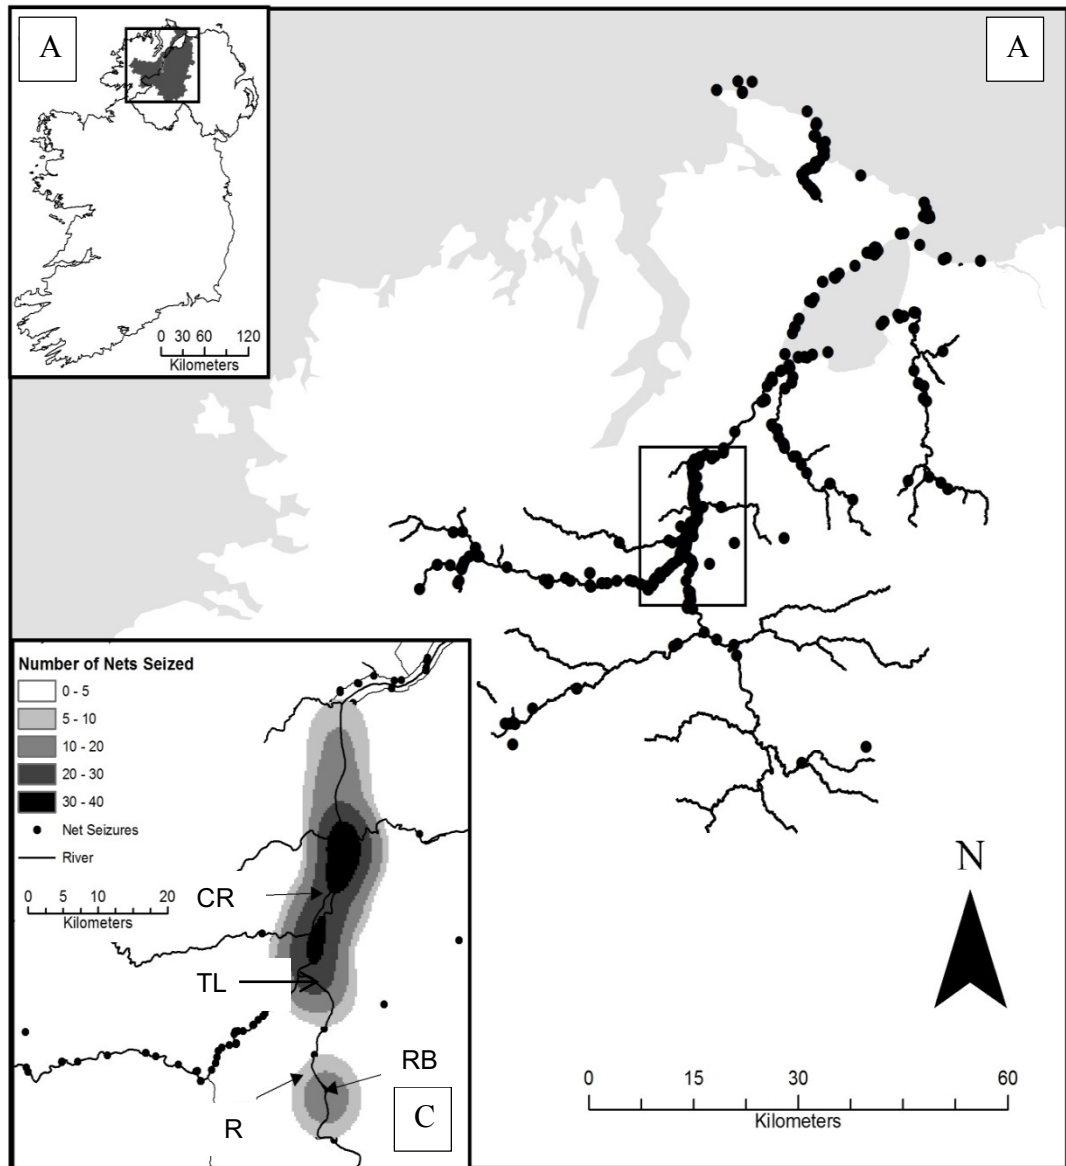 A
A
0 30 60 120
Kilometers
Number of Nets Seized
0 - 5
5 - 10
10 - 20
20 - 30
30 - 40
Net Seizures
River
0 5 10 20
Kilometers
CR
TL
RB
R
C
N
0 15 30 60
Kilometers